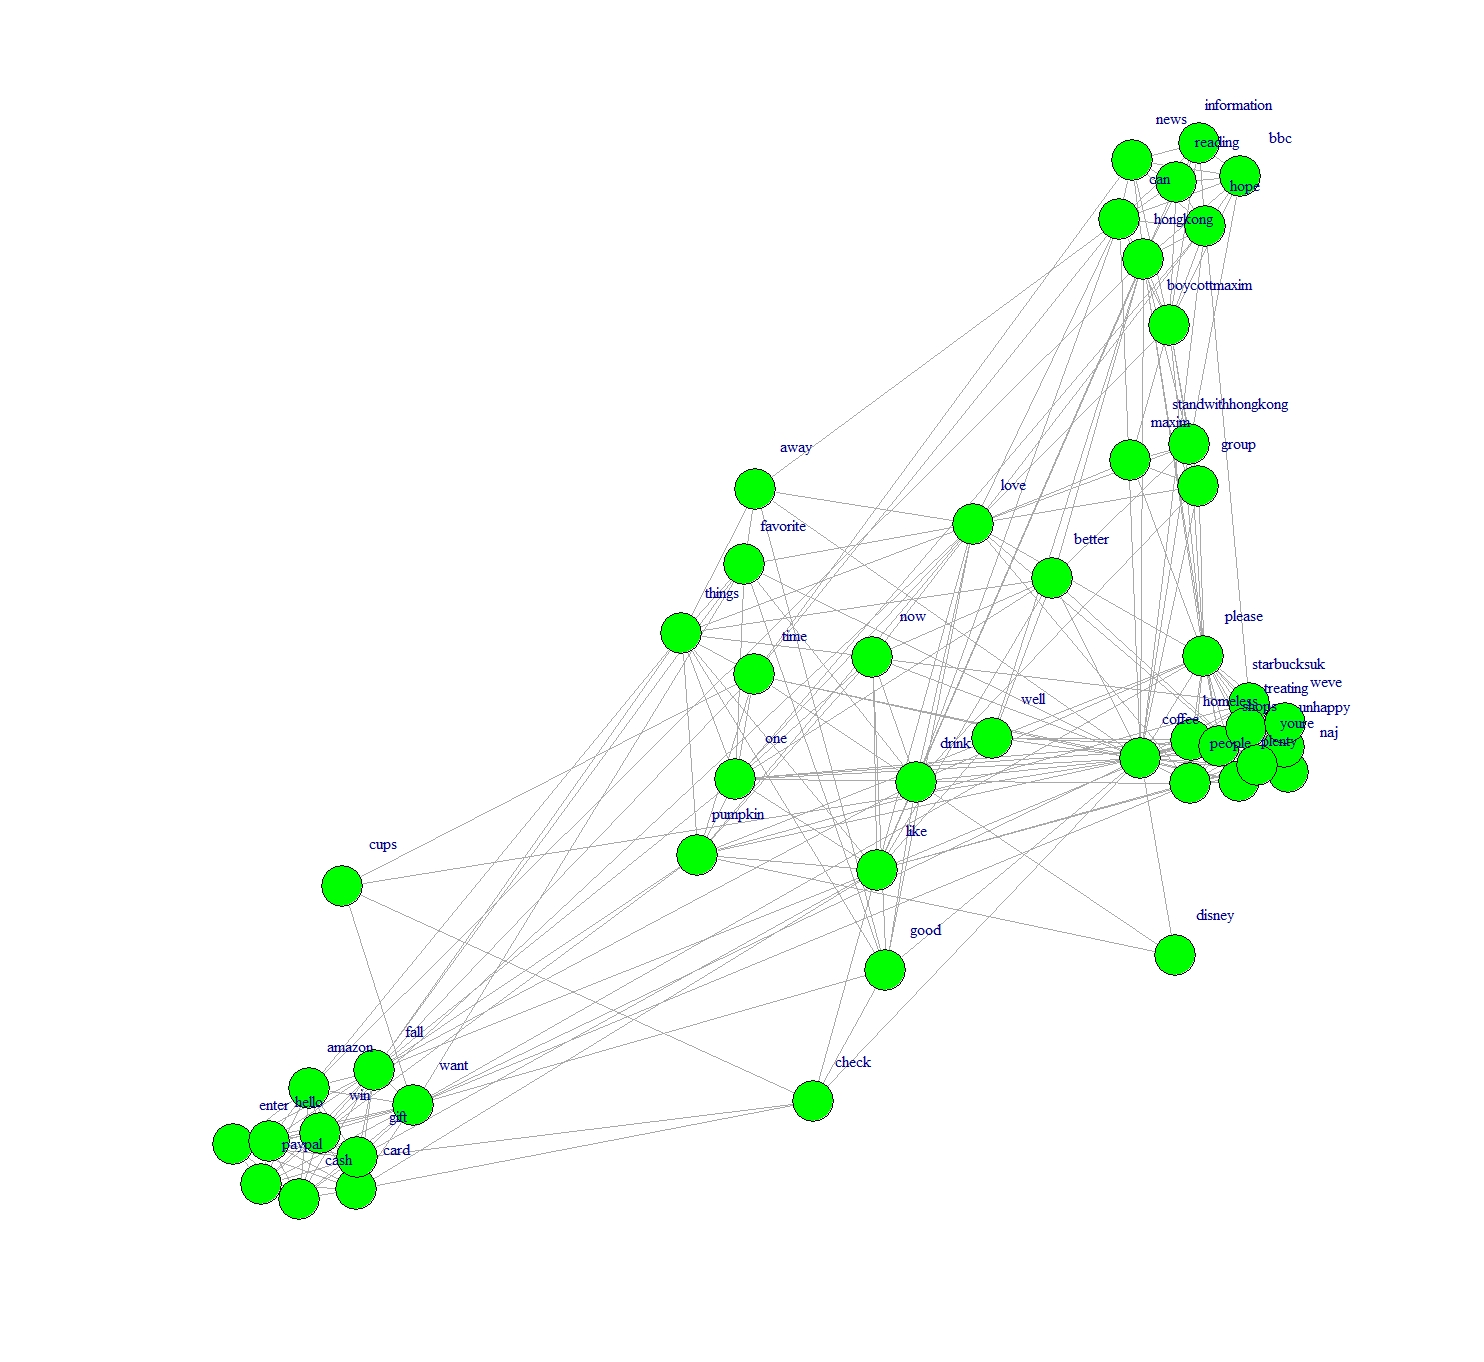 information
news
bbc
reading
can
hope
hongkong
boycottmaxim
standwithhongkong
maxim
group
away
love
favorite
better
things
now
please
time
starbucksuk
weve
treating
homeless
well
shops
unhappy
coffee
youre
naj
one
drink
people
plenty
pumpkin
like
cups
disney
good
fall
amazon
want
check
win
enter
hello
gift
paypal
card
cash